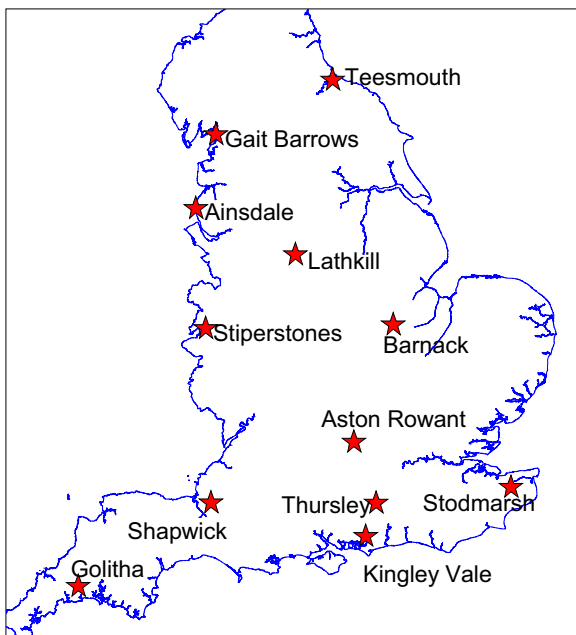 Teesmouth
Gait Barrows
Ainsdale
Lathkill
Stiperstones
Barnack
Aston Rowant
Thursley
Stodmarsh
Shapwick
Kingley Vale
Golitha